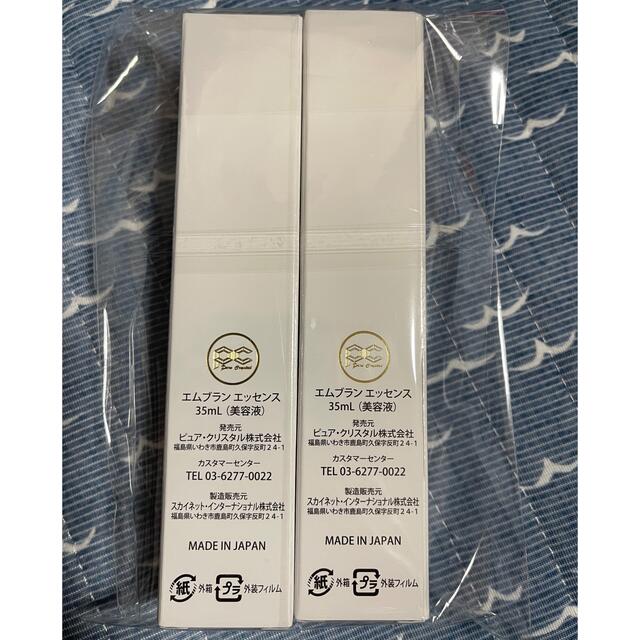 PC
Pure Crystal
エムブラン エッセンス
35mL（美容液）
発売元
ピュア・クリスタル株式会社
福島県いわき市鹿島町久保字反町２４-１
カスタマーセンター
TEL 03-6277-0022
製造販売元
スカイネット・インターナショナル株式会社
福島県いわき市鹿島町久保字反町２４-１
MADE IN JAPAN
紙 外箱 プラ 外装フィルム
PC
Pure Crystal
エムブラン エッセンス
35mL（美容液）
発売元
ピュア・クリスタル株式会社
福島県いわき市鹿島町久保字反町２４-１
カスタマーセンター
TEL 03-6277-0022
製造販売元
スカイネット・インターナショナル株式会社
福島県いわき市鹿島町久保字反町２４-１
MADE IN JAPAN
紙 外箱 プラ 外装フィルム